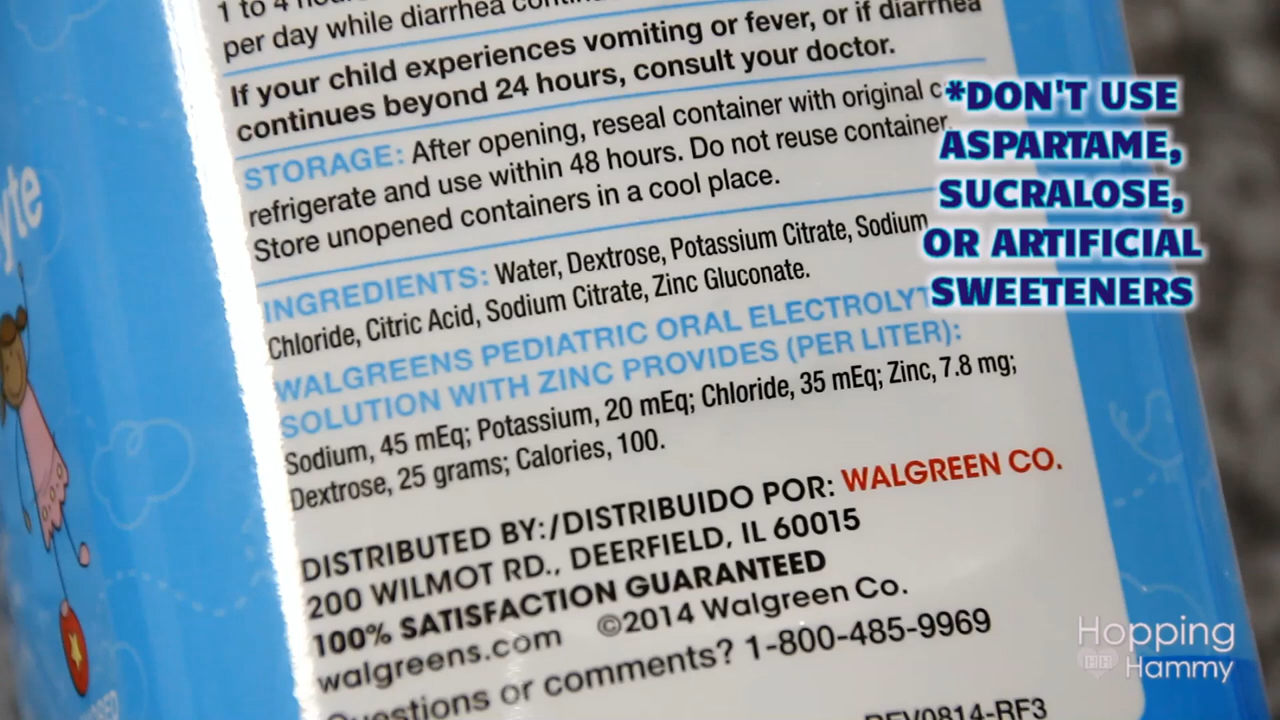 1 to 4 hours
per day while diarrhea
If your child experiences vomiting or fever, or if diarrhea
continues beyond 24 hours, consult your doctor.
STORAGE: After opening, reseal container with original
refrigerate and use within 48 hours. Do not reuse container.
Store unopened containers in a cool place.
INGREDIENTS: Water, Dextrose, Potassium Citrate, Sodium
Chloride, Citric Acid, Sodium Citrate, Zinc Gluconate.
WALGREENS PEDIATRIC ORAL ELECTROLYT
SOLUTION WITH ZINC PROVIDES (PER LITER):
Sodium, 45 mEq; Potassium, 20 mEq; Chloride, 35 mEq; Zinc, 7.8 mg;
Dextrose, 25 grams; Calories, 100.
DISTRIBUTED BY:/DISTRIBUIDO POR: WALGREEN CO.
200 WILMOT RD., DEERFIELD, IL 60015
100% SATISFACTION GUARANTEED
walgreens.com ©2014 Walgreen Co.
Questions or comments? 1-800-485-9969
REV0814-RF3
*DON'T USE
ASPARTAME,
SUCRALOSE,
OR ARTIFICIAL
SWEETENERS
yte
Hopping
HH Hammy